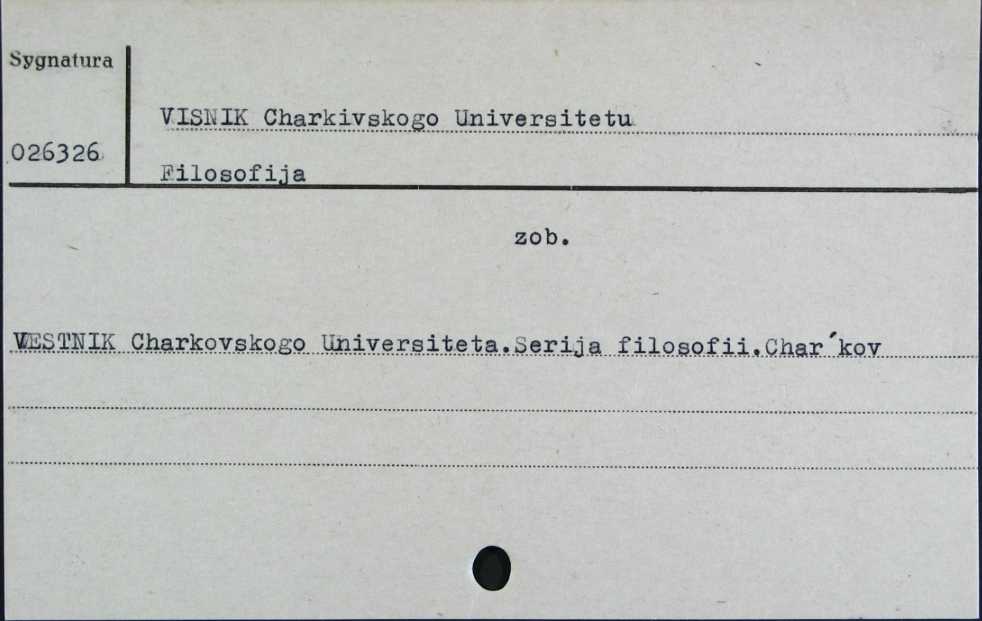 Sygnatura
VISNIK Charkivskogo Universitetu
026326
Filosofija
zob.
VESTNIK Charkovskogo Universiteta.Serija filosofii.Char´kov